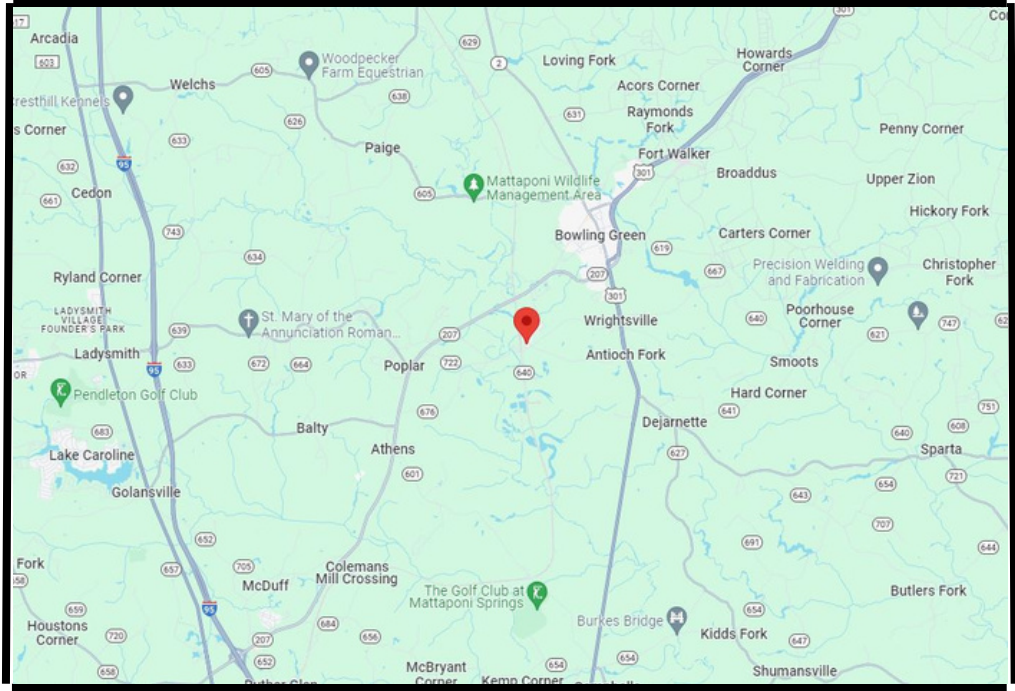 301
17
Arcadia
603
Welchs
605
Woodpecker
Farm Equestrian
629
2
Loving Fork
Howards
Corner
Acors Corner
638
resthill Kennels
631
Raymonds
Fork
626
s Corner
633
Paige
Penny Corner
Fort Walker
95
632
301
Broaddus
Upper Zion
Cedon
605
Mattaponi Wildlife
Management Area
661
Hickory Fork
743
Bowling Green
Carters Corner
619
634
667
Precision Welding
and Fabrication
Christopher
Fork
Ryland Corner
207
301
LADYSMITH
VILLAGE
FOUNDER'S PARK
St. Mary of the
Annunciation Roman...
639
207
Wrightsville
640
Poorhouse
Corner
621
747
62
Ladysmith
633
672
664
Poplar
722
640
Antioch Fork
Smoots
OR
95
Pendleton Golf Club
Hard Corner
676
641
751
683
Balty
Dejarnette
640
608
Lake Caroline
Athens
627
Sparta
601
721
Golansville
643
654
707
652
691
644
Fork
58
657
705
McDuff
Colemans
Mill Crossing
The Golf Club at
Mattaponi Springs
Butlers Fork
659
95
654
Houstons
Corner
720
684
Burkes Bridge
Kidds Fork
647
207
656
652
658
McBryant
Corner
654
Kemp Corner
654
Shumansville